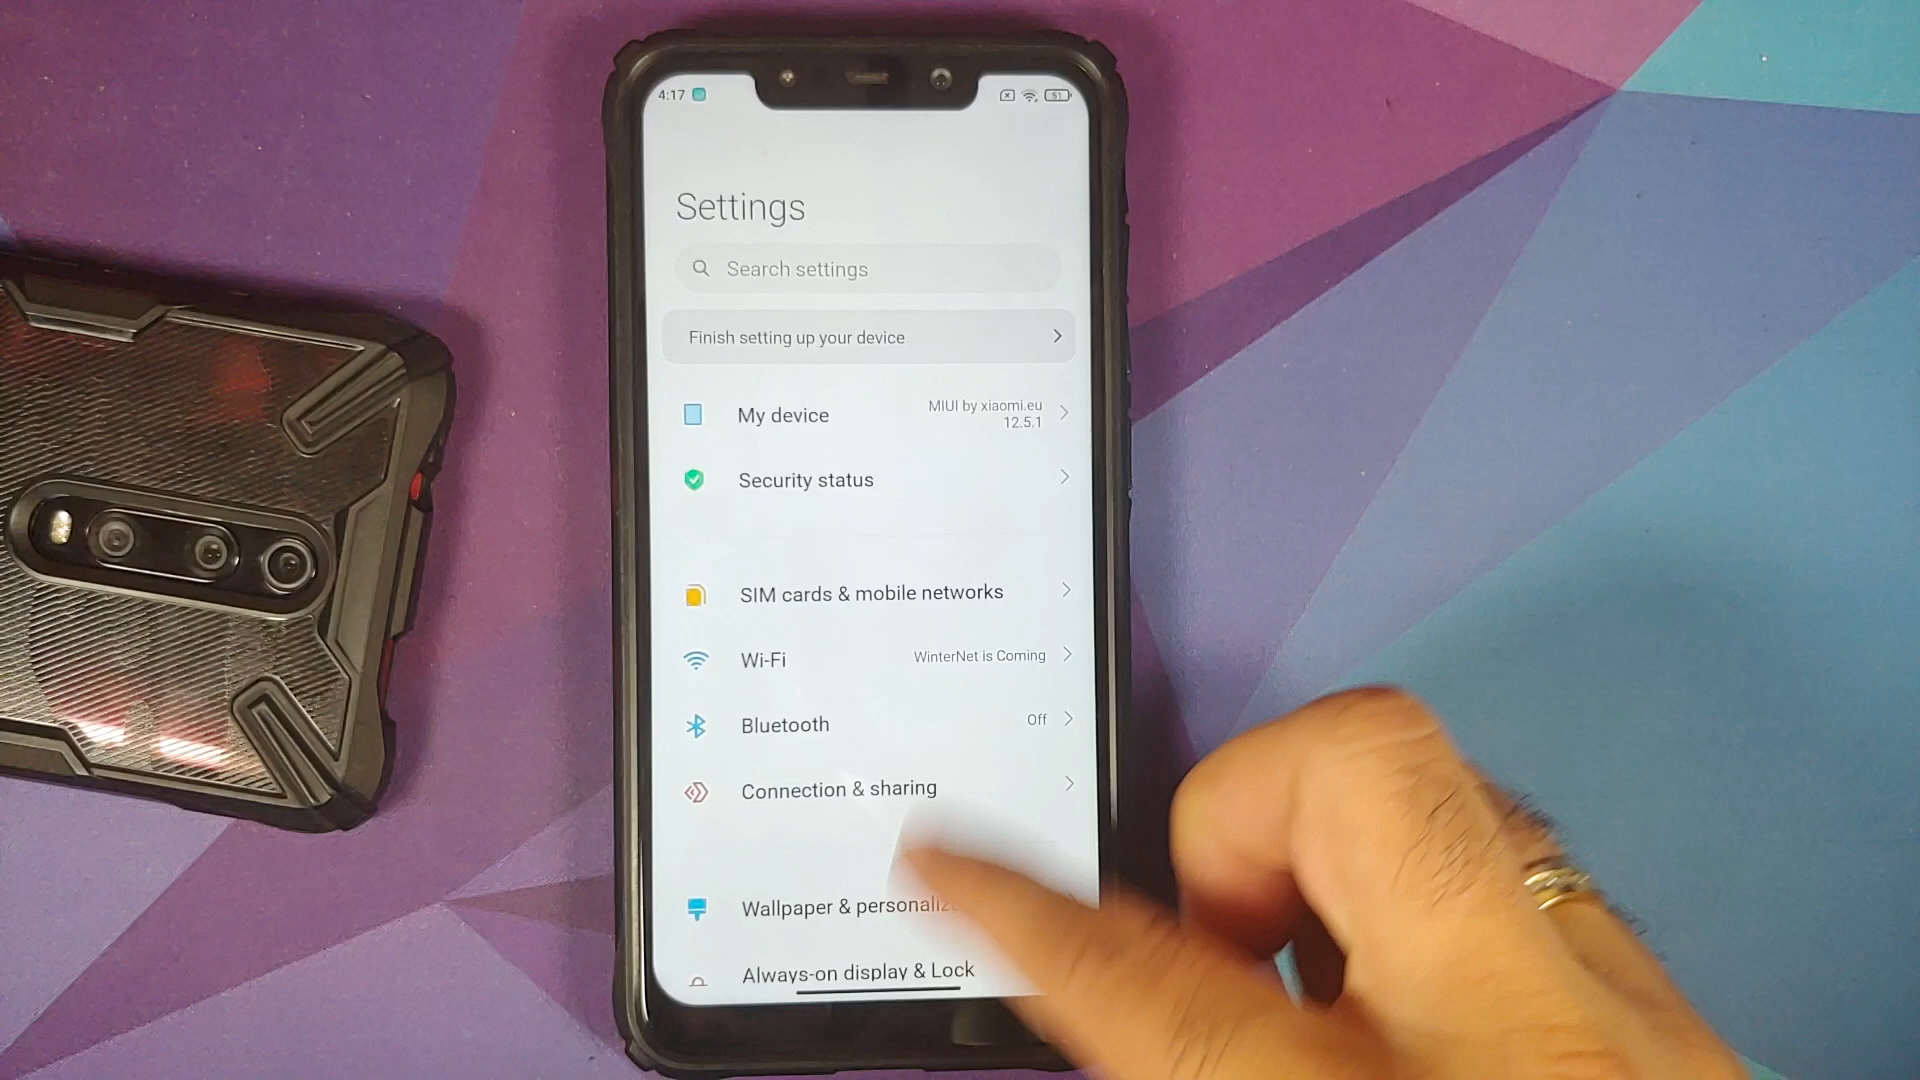 4:17
51
Settings
Search settings
Finish setting up your device
My device
MIUI by xiaomi.eu
12.5.1
Security status
SIM cards & mobile networks
Wi-Fi
WinterNet is Coming
Bluetooth
Off
Connection & sharing
Wallpaper & personaliz
Always-on display & Lock